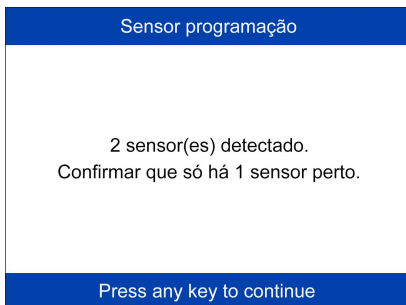 Sensor programação
2 sensor(es) detectado.
Confirmar que só há 1 sensor perto.
Press any key to continue